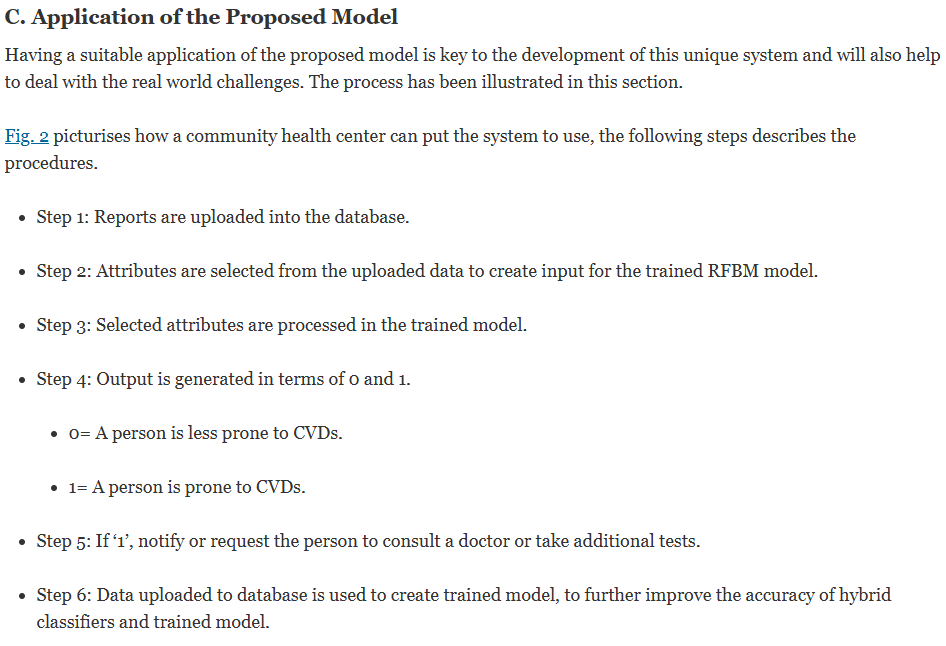 C. Application of the Proposed Model
Having a suitable application of the proposed model is key to the development of this unique system and will also help
to deal with the real world challenges. The process has been illustrated in this section.
Fig. 2 picturises how a community health center can put the system to use, the following steps describes the
procedures.
• Step 1: Reports are uploaded into the database.
• Step 2: Attributes are selected from the uploaded data to create input for the trained RFBM model.
• Step 3: Selected attributes are processed in the trained model.
• Step 4: Output is generated in terms of 0 and 1.
• 0= A person is less prone to CVDs.
• 1= A person is prone to CVDs.
• Step 5: If ‘1’, notify or request the person to consult a doctor or take additional tests.
• Step 6: Data uploaded to database is used to create trained model, to further improve the accuracy of hybrid
classifiers and trained model.